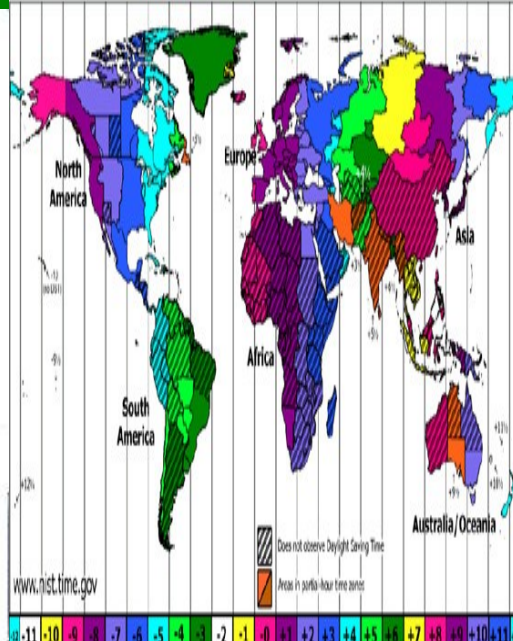 North
America
Europe
Asia
Africa
South
America
Australia/Oceania
Does not observe Daylight Saving Time
Areas in partial-hour time zones
www.nist.time.gov
-11 -10 -9 -8 -7 -6 -5 -4 -3 -2 -1 -0 +1 +2 +3 +4 +5 +6 +7 +8 +9 +10 +11